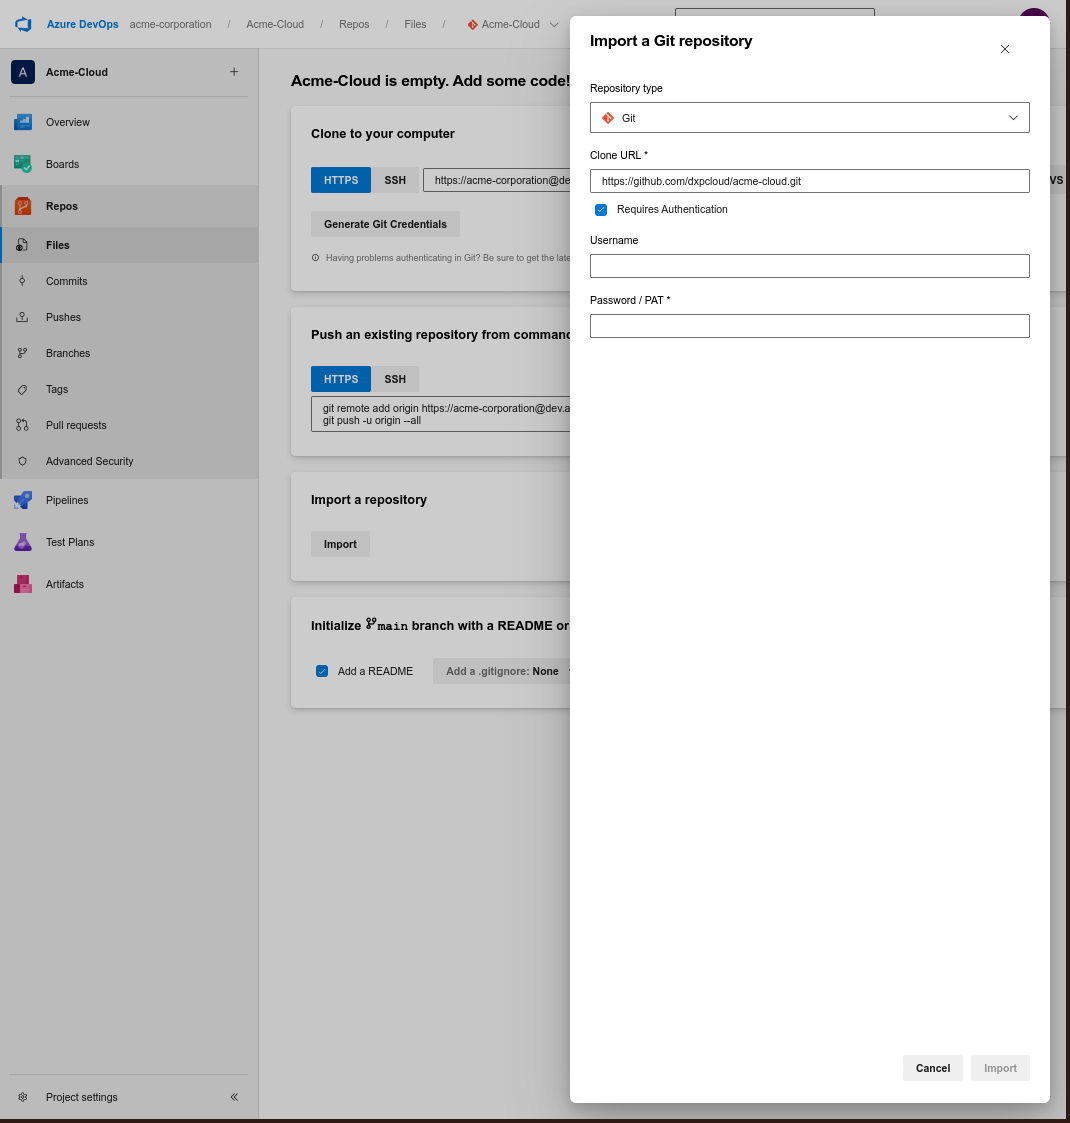 Azure DevOps acme-corporation / Acme-Cloud / Repos / Files / Acme-Cloud
A Acme-Cloud +
Overview
Boards
Repos
Files
Commits
Pushes
Branches
Tags
Pull requests
Advanced Security
Pipelines
Test Plans
Artifacts
Project settings
Acme-Cloud is empty. Add some code!
Clone to your computer
HTTPS SSH https://acme-corporation@de
VS
Generate Git Credentials
Having problems authenticating in Git? Be sure to get the late
Push an existing repository from command
HTTPS SSH
git remote add origin https://acme-corporation@dev.a
git push -u origin --all
Import a repository
Import
Initialize main branch with a README or
Add a README Add a .gitignore: None
Import a Git repository
Repository type
Git
Clone URL *
https://github.com/dxpcloud/acme-cloud.git
Requires Authentication
Username
Password / PAT *
Cancel Import